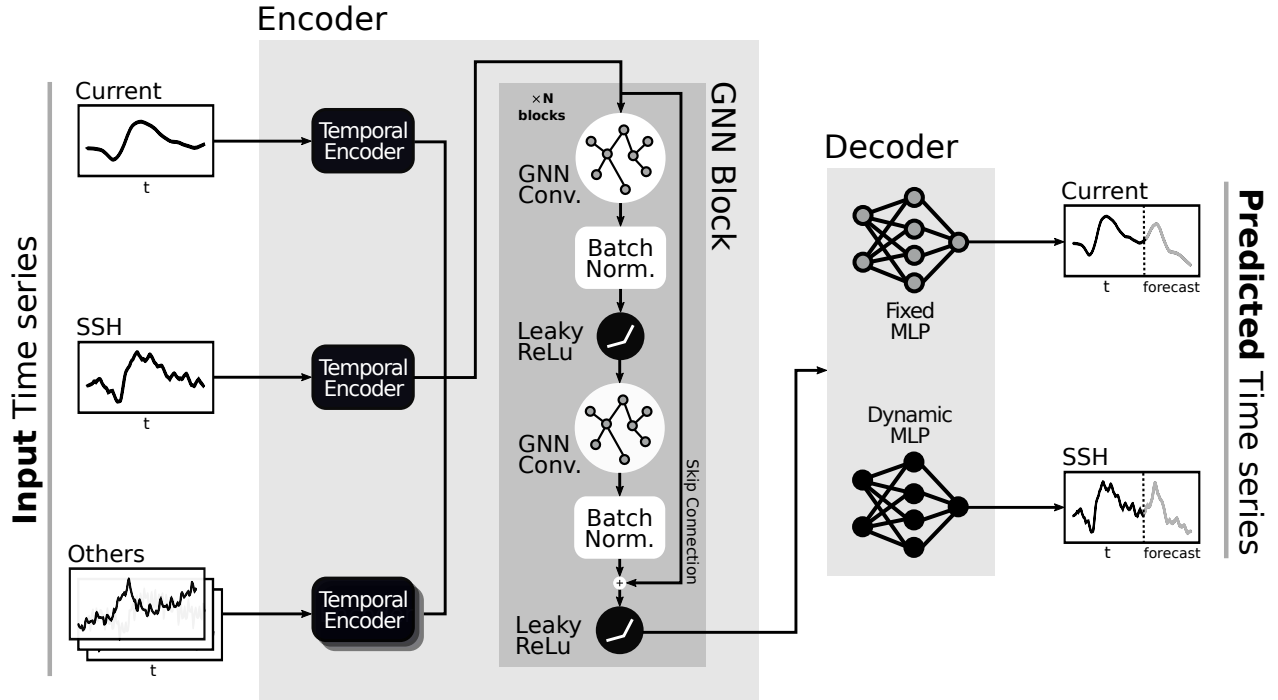 Encoder
Input Time series
Current
t
SSH
t
Others
t
Temporal
Encoder
Temporal
Encoder
Temporal
Encoder
×N
blocks
GNN Block
GNN
Conv.
Batch
Norm.
Leaky
ReLu
GNN
Conv.
Batch
Norm.
+
Leaky
ReLu
Skip Connection
Decoder
Fixed
MLP
Dynamic
MLP
Current
t
forecast
SSH
t
forecast
Predicted Time series